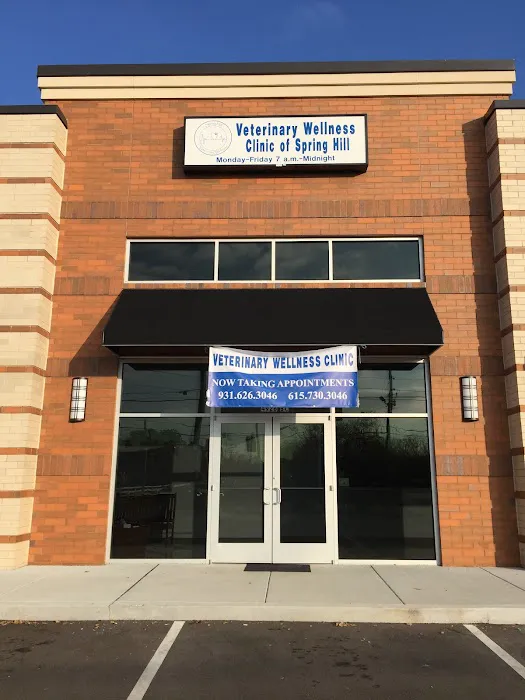 Veterinary Wellness
Clinic of Spring Hill
Monday-Friday 7 a.m.-Midnight
VETERINARY WELLNESS CLINIC
NOW TAKING APPOINTMENTS
931.626.3046 615.730.3046